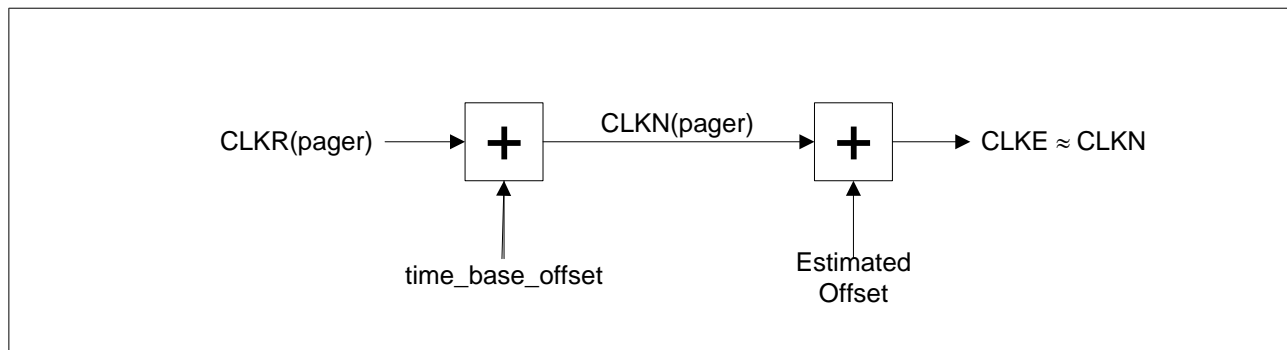 CLKR(pager)
+
CLKN(pager)
+
CLKE ≈ CLKN
time_base_offset
Estimated
Offset